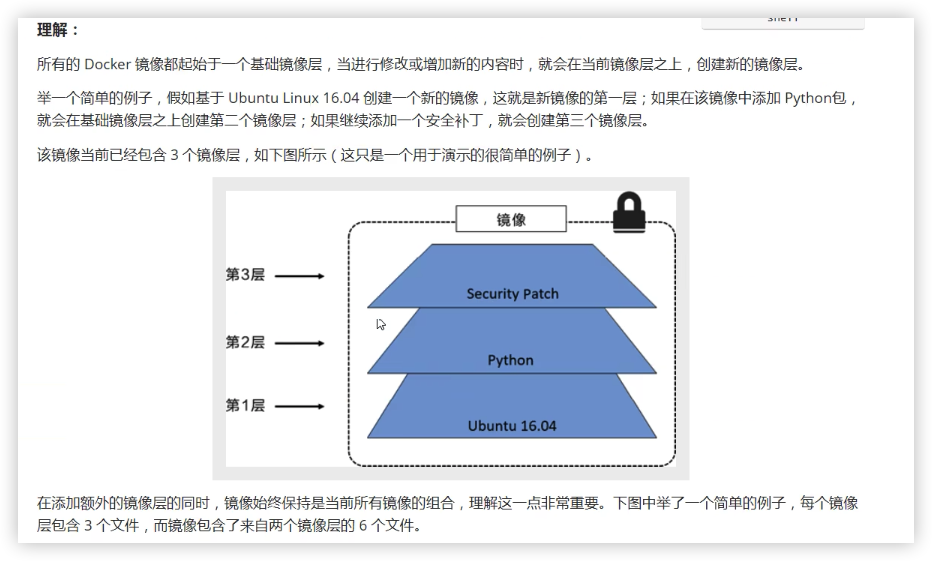 shell
理解：
所有的 Docker 镜像都起始于一个基础镜像层，当进行修改或增加新的内容时，就会在当前镜像层之上，创建新的镜像层。
举一个简单的例子，假如基于 Ubuntu Linux 16.04 创建一个新的镜像，这就是新镜像的第一层；如果在该镜像中添加 Python包，
就会在基础镜像层之上创建第二个镜像层；如果继续添加一个安全补丁，就会创建第三个镜像层。
该镜像当前已经包含 3 个镜像层，如下图所示（这只是一个用于演示的很简单的例子）。
镜像
第3层
Security Patch
第2层
Python
第1层
Ubuntu 16.04
在添加额外的镜像层的同时，镜像始终保持是当前所有镜像的组合，理解这一点非常重要。下图中举了一个简单的例子，每个镜像
层包含 3 个文件，而镜像包含了来自两个镜像层的 6 个文件。